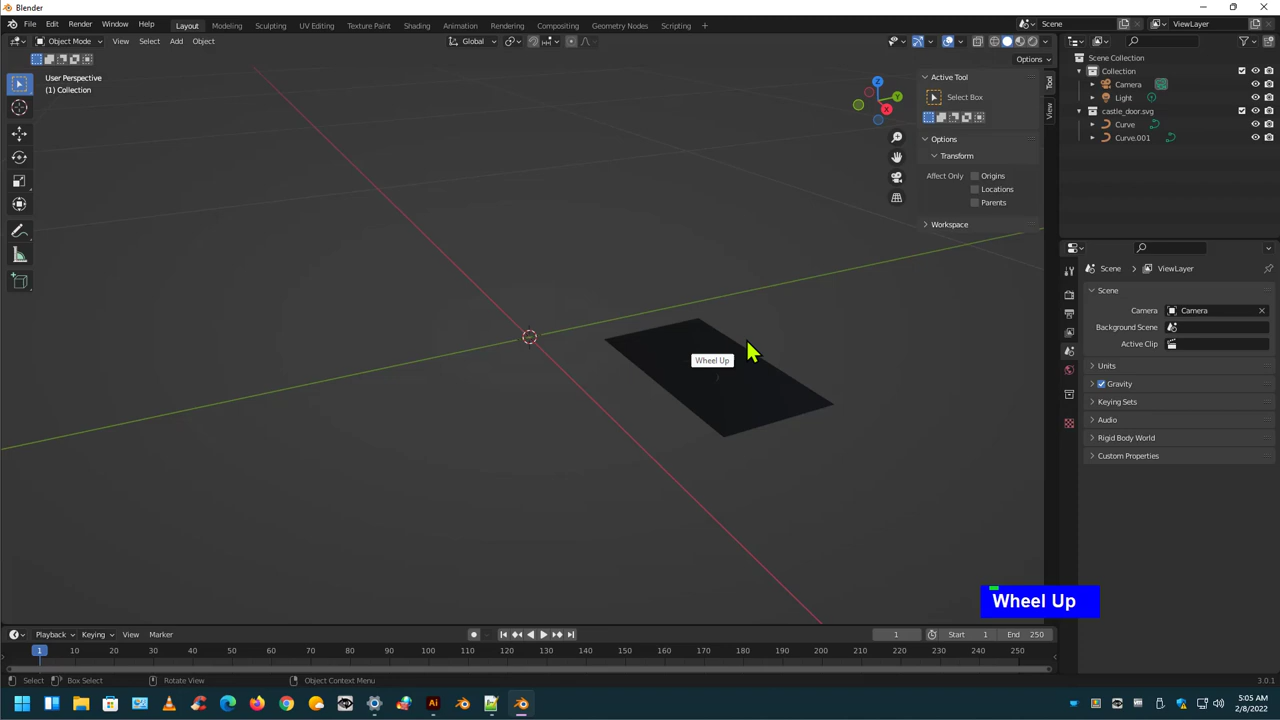 Blender
File Edit Render Window Help Layout Modeling Sculpting UV Editing Texture Paint Shading Animation Rendering Compositing Geometry Nodes Scripting + Scene ViewLayer
Object Mode View Select Add Object Global
Options
User Perspective
(1) Collection
Active Tool
Select Box
Options
Transform
Affect Only Origins
Locations
Parents
Workspace
Tool
View
Z
Y
X
Wheel Up
Wheel Up
Scene Collection
Collection
Camera
Light
castle_door.svg
Curve
Curve.001
Scene ViewLayer
Scene
Camera Camera
Background Scene
Active Clip
Units
Gravity
Keying Sets
Audio
Rigid Body World
Custom Properties
Playback Keying View Marker 1 Start 1 End 250
1 10 20 30 40 50 60 70 80 90 100 110 120 130 140 150 160 170 180 190 200 210 220 230 240 250
Select Box Select Rotate View Object Context Menu 3.0.1
Ai
5:05 AM
2/8/2022